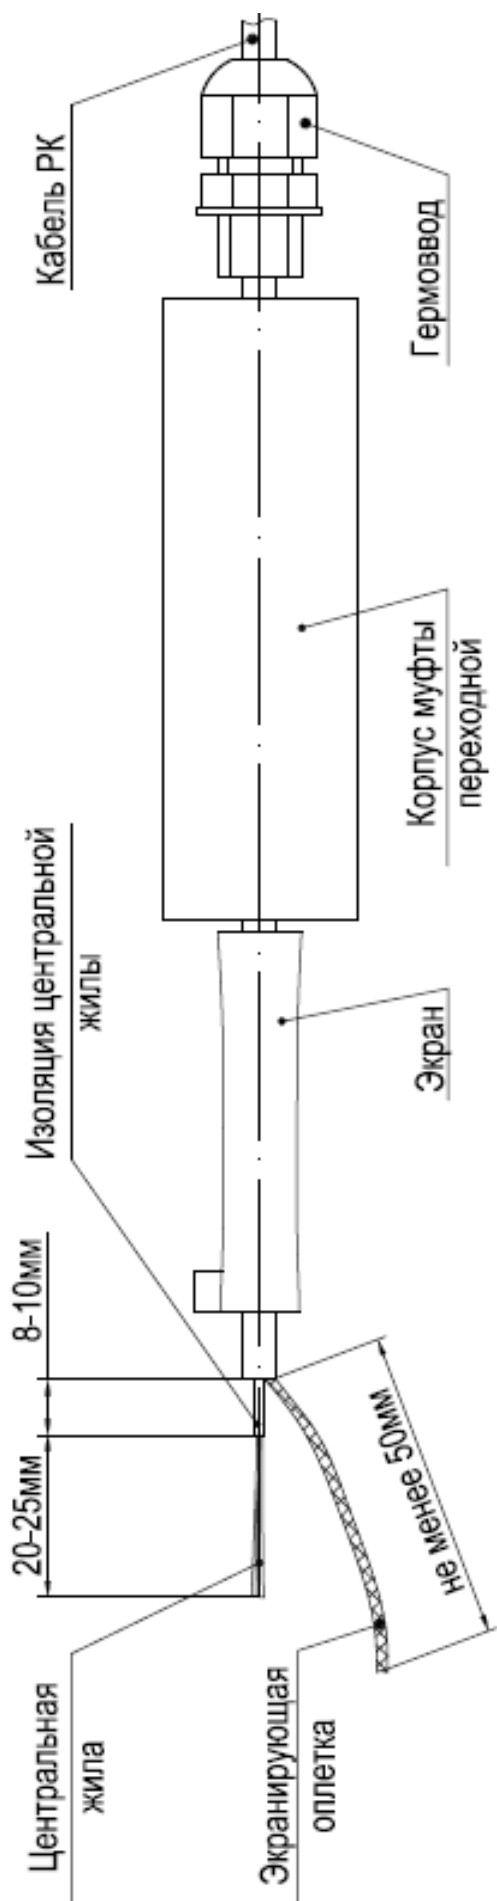 Центральная
жила
20-25мм
8-10мм
Изоляция центральной
жилы
Кабель РК
Экранирующая
оплетка
не менее 50мм
Экран
Корпус муфты
переходной
Гермоввод